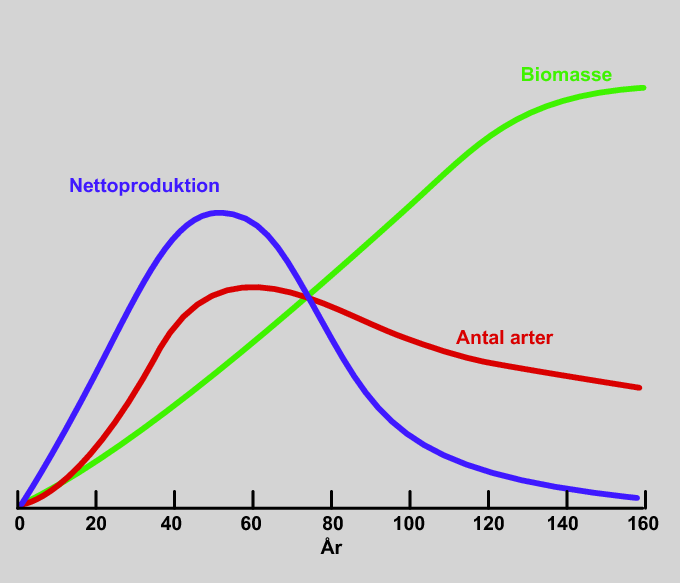 Biomasse
Nettoproduktion
Antal arter
0 20 40 60 80 100 120 140 160
År